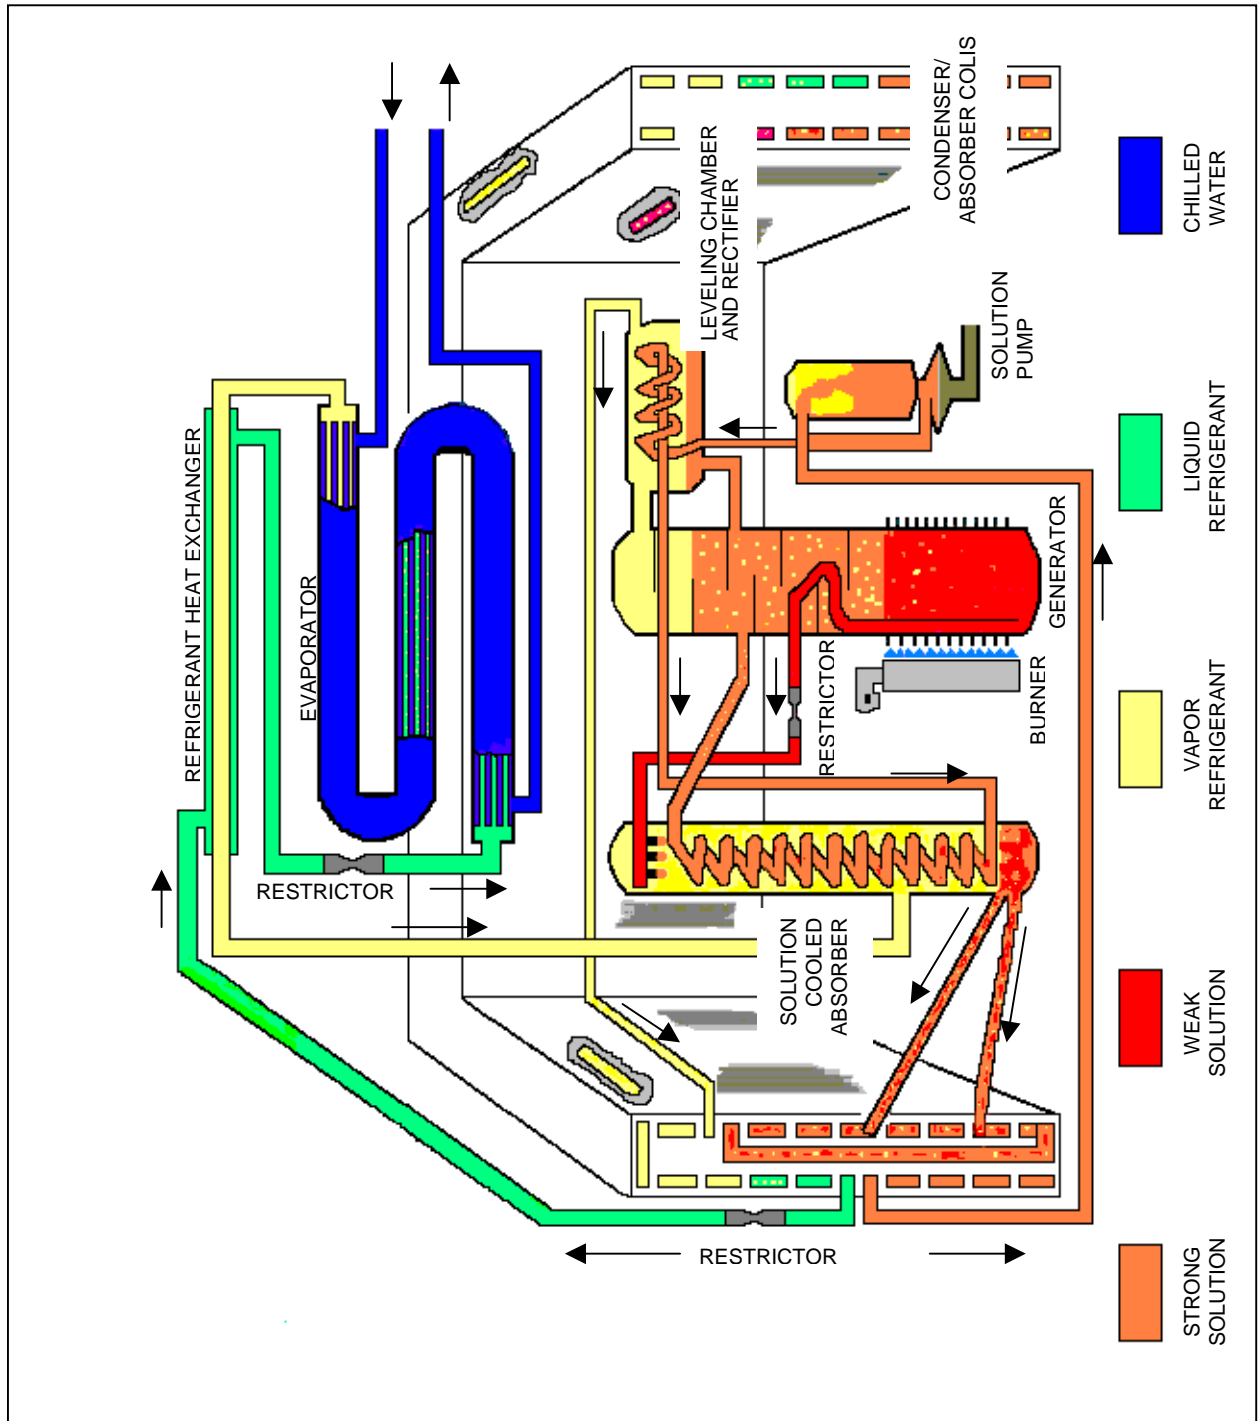 REFRIGERANT HEAT EXCHANGER
EVAPORATOR
RESTRICTOR
LEVELING CHAMBER
AND RECTIFIER
CONDENSER/
ABSORBER COLIS
SOLUTION
PUMP
GENERATOR
BURNER
RESTRICTOR
SOLUTION
COOLED
ABSORBER
RESTRICTOR
STRONG
SOLUTION
WEAK
SOLUTION
VAPOR
REFRIGERANT
LIQUID
REFRIGERANT
CHILLED
WATER